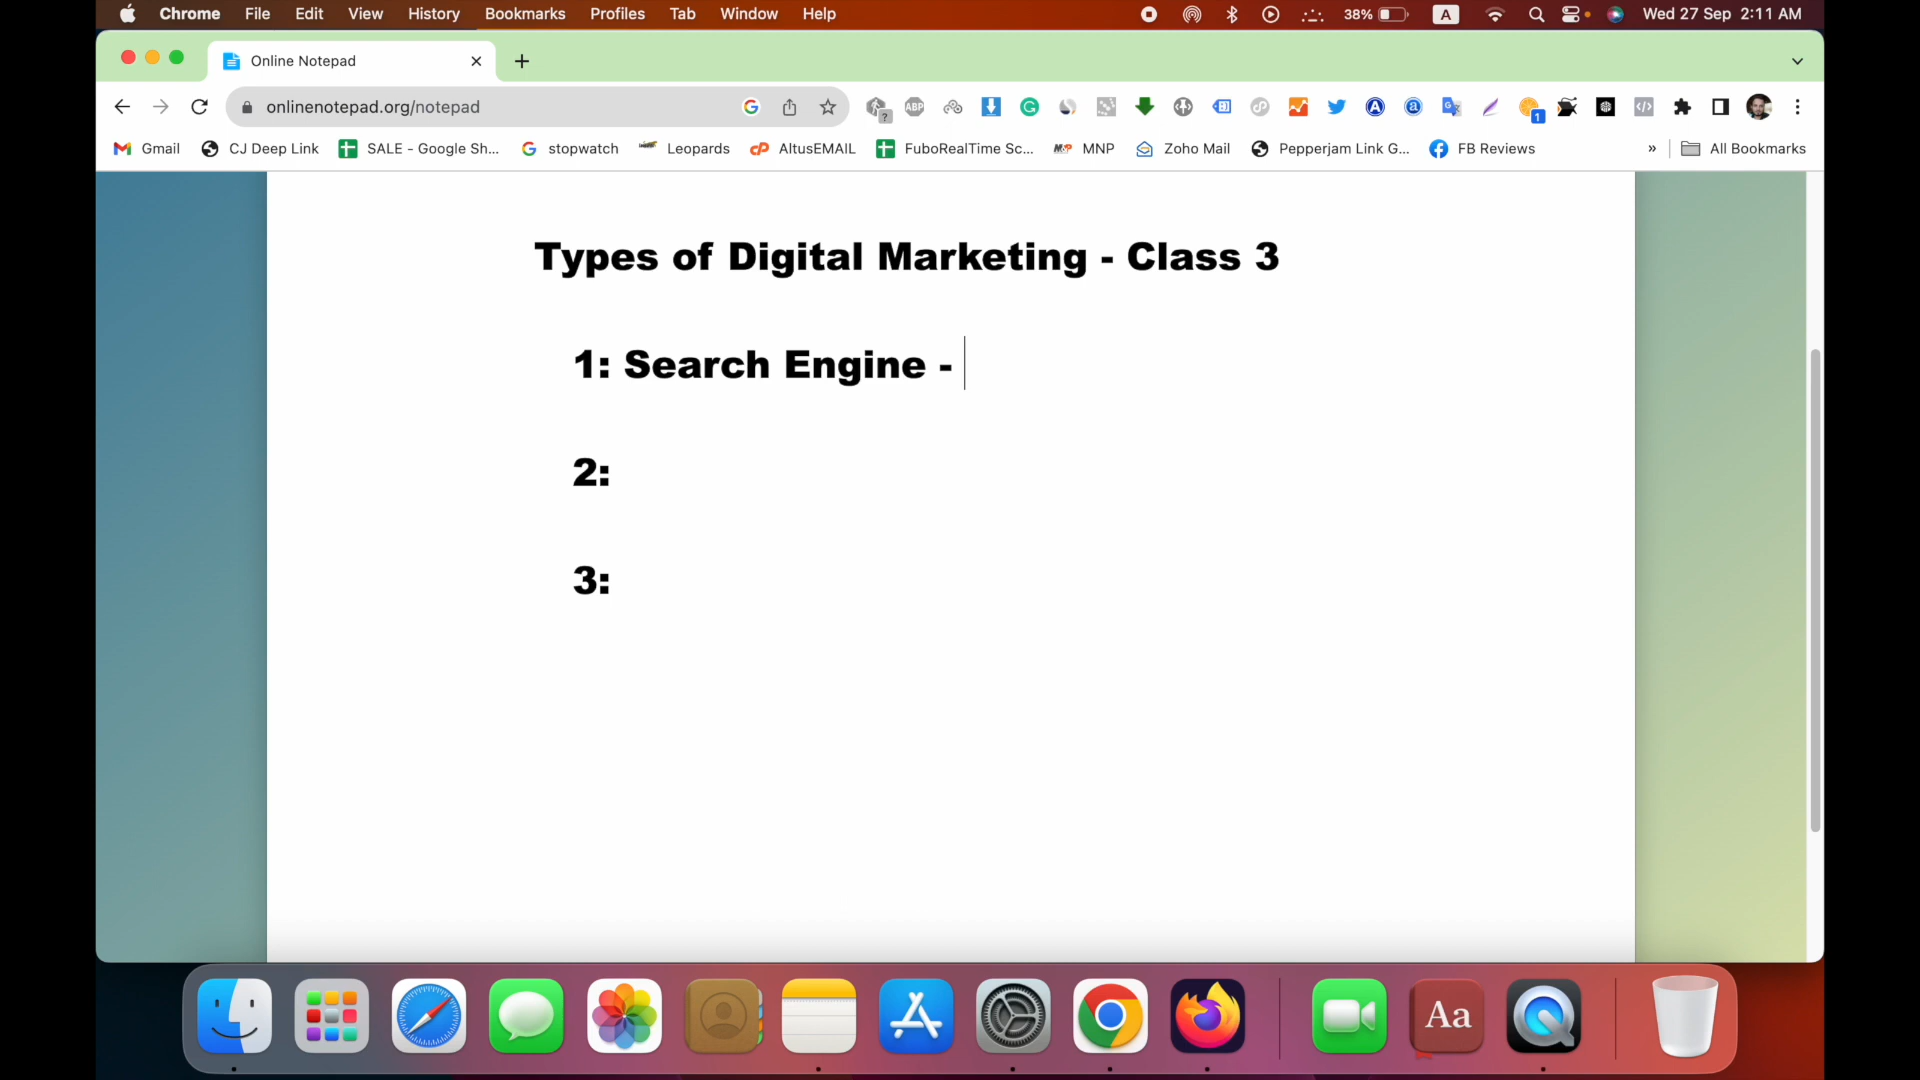 Chrome File Edit View History Bookmarks Profiles Tab Window Help 38% A Wed 27 Sep 2:11 AM
Online Notepad
onlinenotepad.org/notepad ABP 1
Gmail CJ Deep Link SALE - Google Sh... stopwatch Leopards AltusEMAIL FuboRealTime Sc... MNP Zoho Mail Pepperjam Link G... FB Reviews » All Bookmarks
Types of Digital Marketing - Class 3
1: Search Engine -
2:
3:
Aa